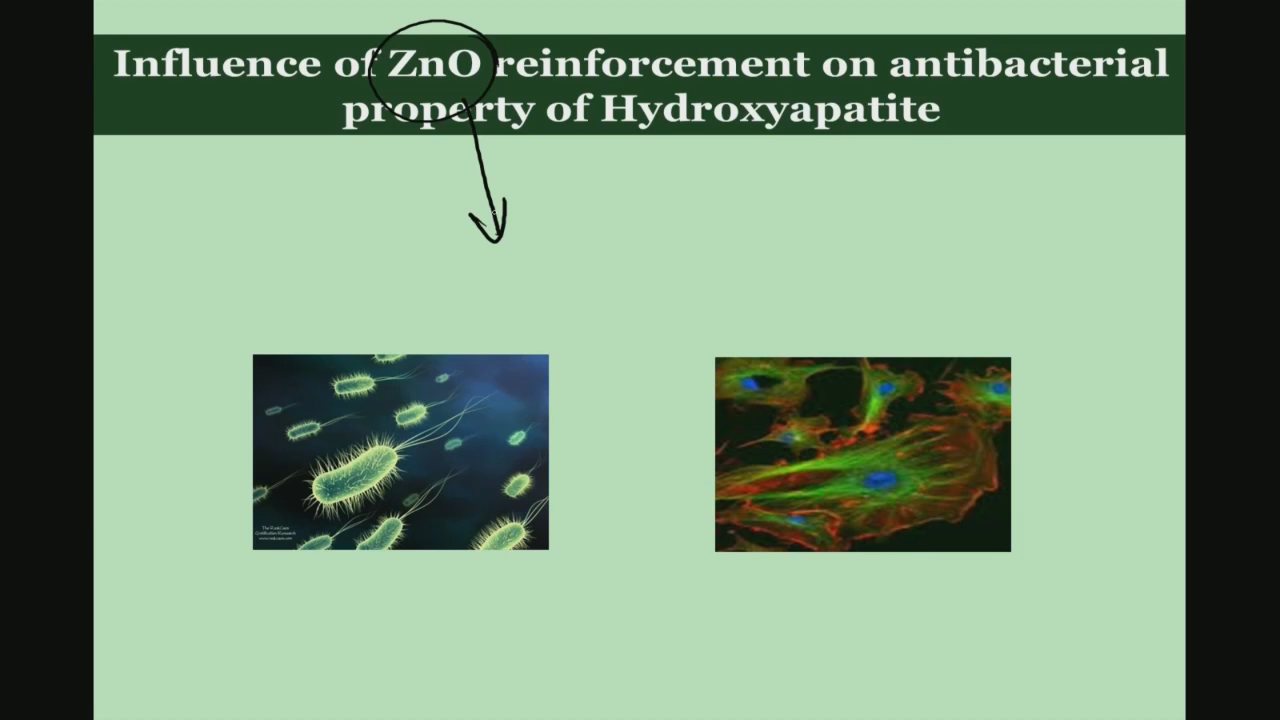 Influence of ZnO reinforcement on antibacterial
property of Hydroxyapatite